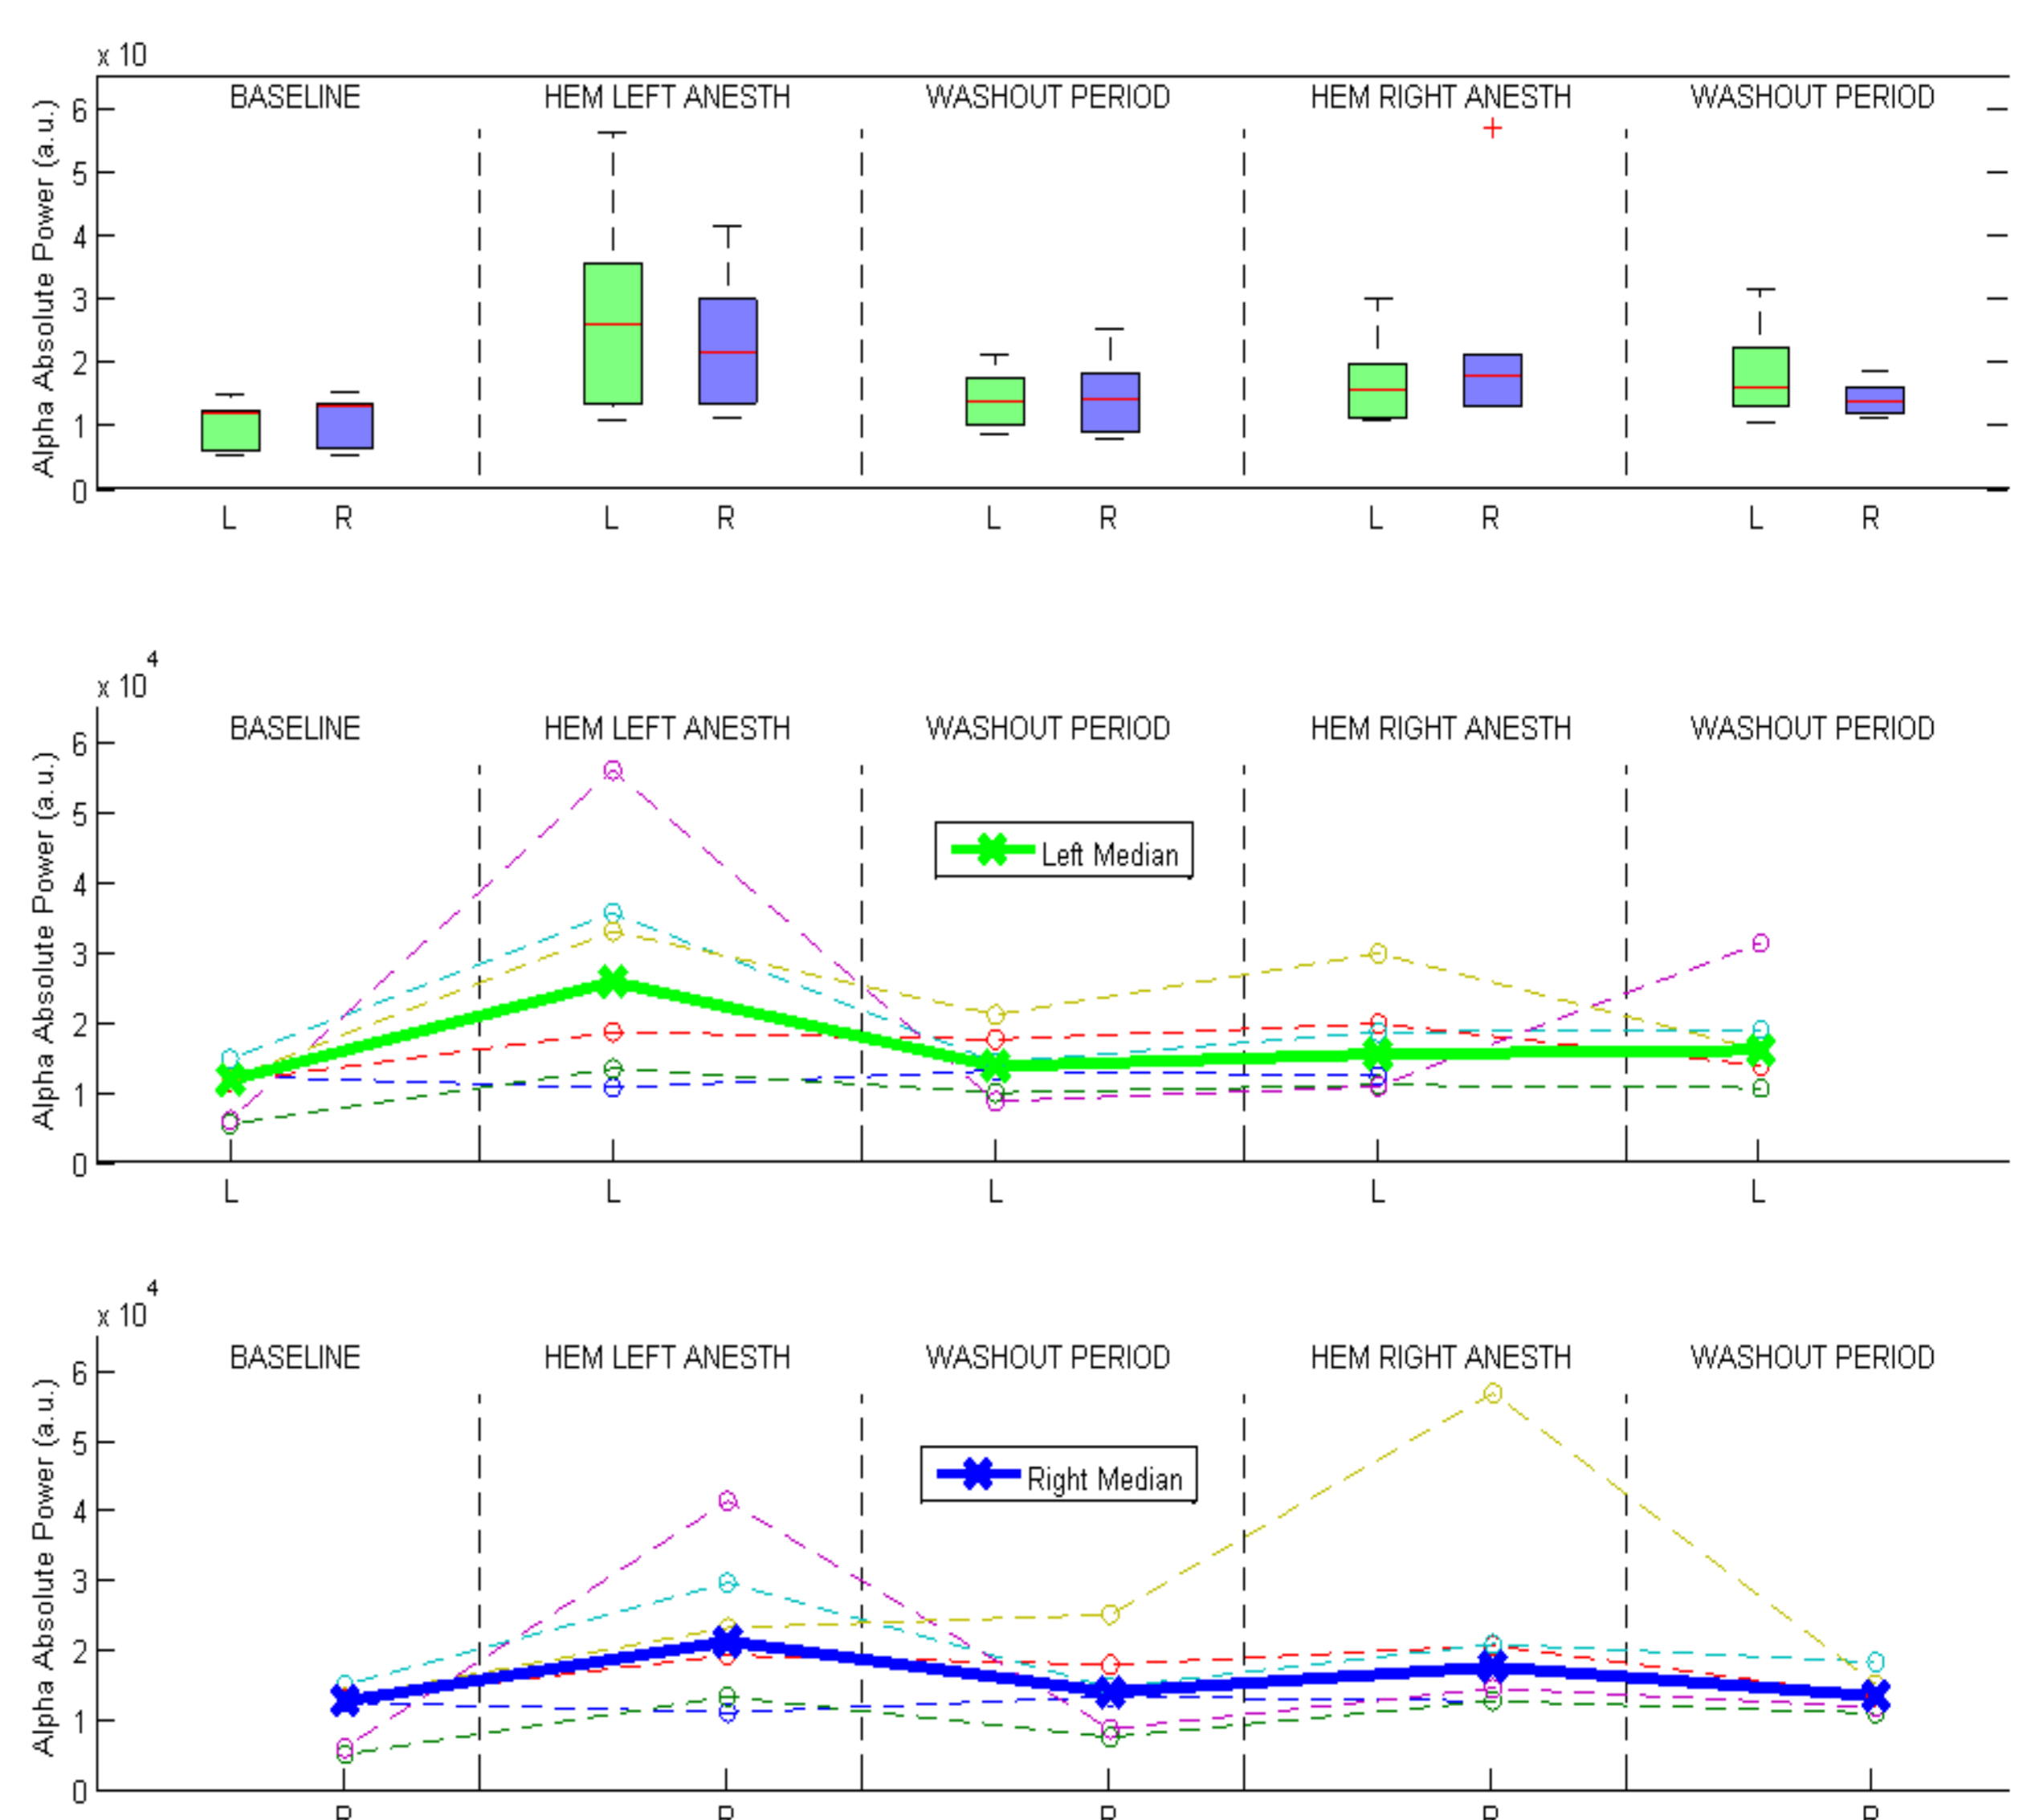 x 10
BASELINE HEM LEFT ANESTH WASHOUT PERIOD HEM RIGHT ANESTH WASHOUT PERIOD
Alpha Absolute Power (a.u.)
6
5
4
3
2
1
0
L R L R L R L R L R
x 10 4
BASELINE HEM LEFT ANESTH WASHOUT PERIOD HEM RIGHT ANESTH WASHOUT PERIOD
Alpha Absolute Power (a.u.)
6
5
4
3
2
1
0
Left Median
L L L L L
x 10 4
BASELINE HEM LEFT ANESTH WASHOUT PERIOD HEM RIGHT ANESTH WASHOUT PERIOD
Alpha Absolute Power (a.u.)
6
5
4
3
2
1
0
Right Median
R R R R R